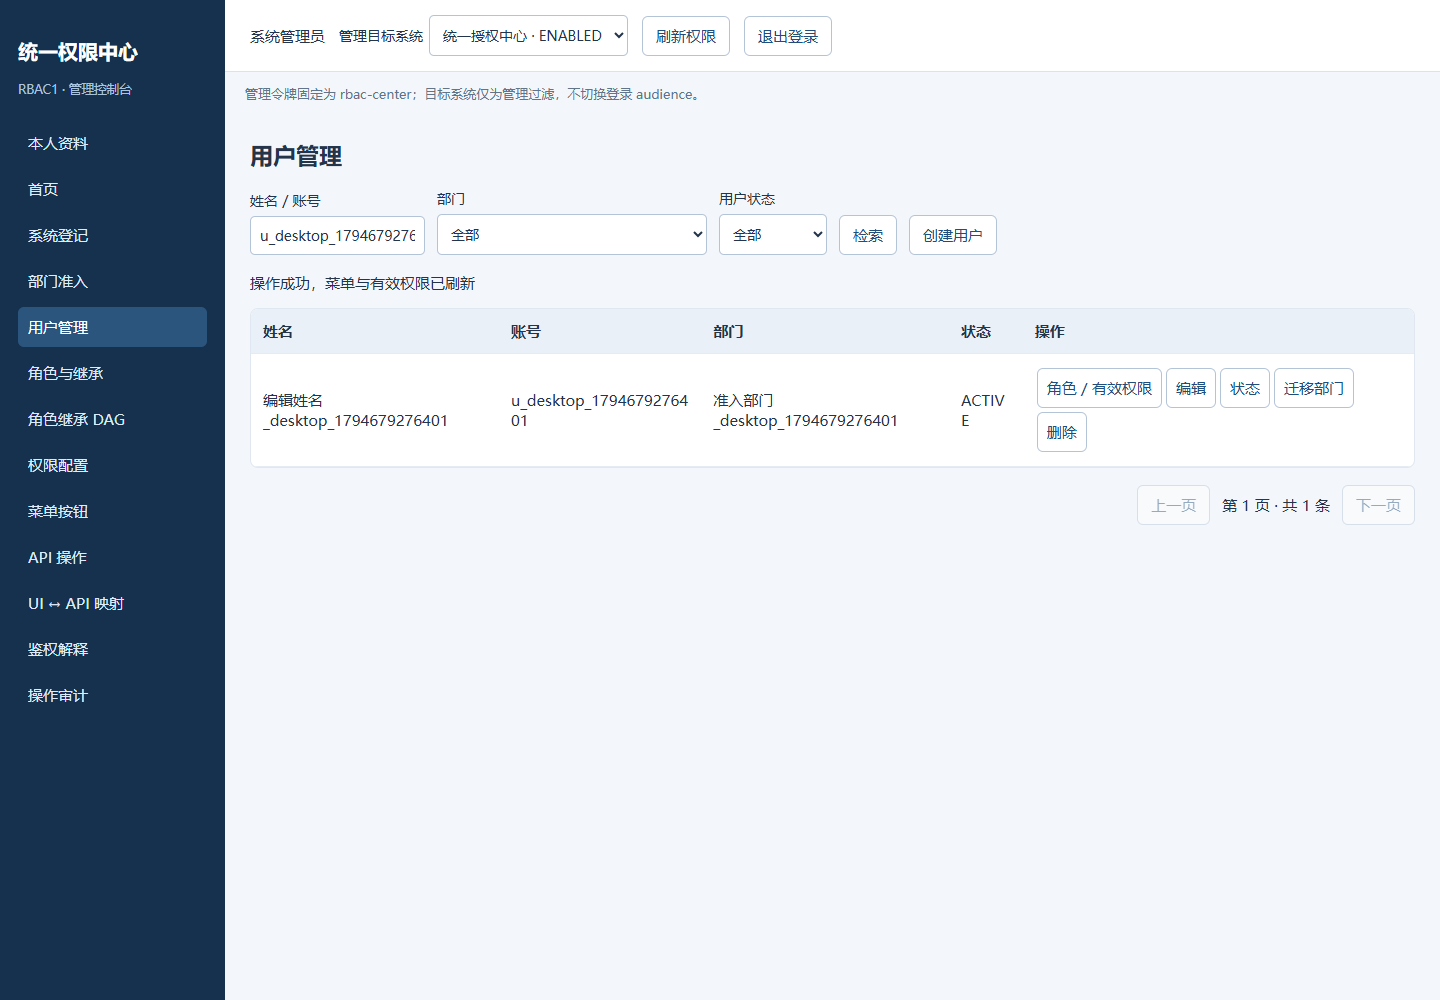 统一权限中心
RBAC1 · 管理控制台
本人资料
首页
系统登记
部门准入
用户管理
角色与继承
角色继承 DAG
权限配置
菜单按钮
API 操作
UI ↔ API 映射
鉴权解释
操作审计
系统管理员 管理目标系统 统一授权中心 · ENABLED 刷新权限 退出登录
管理令牌固定为 rbac-center；目标系统仅为管理过滤，不切换登录 audience。
用户管理
姓名 / 账号 部门 用户状态
u_desktop_1794679276 全部 全部 检索 创建用户
操作成功，菜单与有效权限已刷新
姓名 账号 部门 状态 操作
编辑姓名
_desktop_1794679276401
u_desktop_17946792764
01
准入部门
_desktop_1794679276401
ACTIV
E
角色 / 有效权限 编辑 状态 迁移部门
删除
上一页 第 1 页 · 共 1 条 下一页